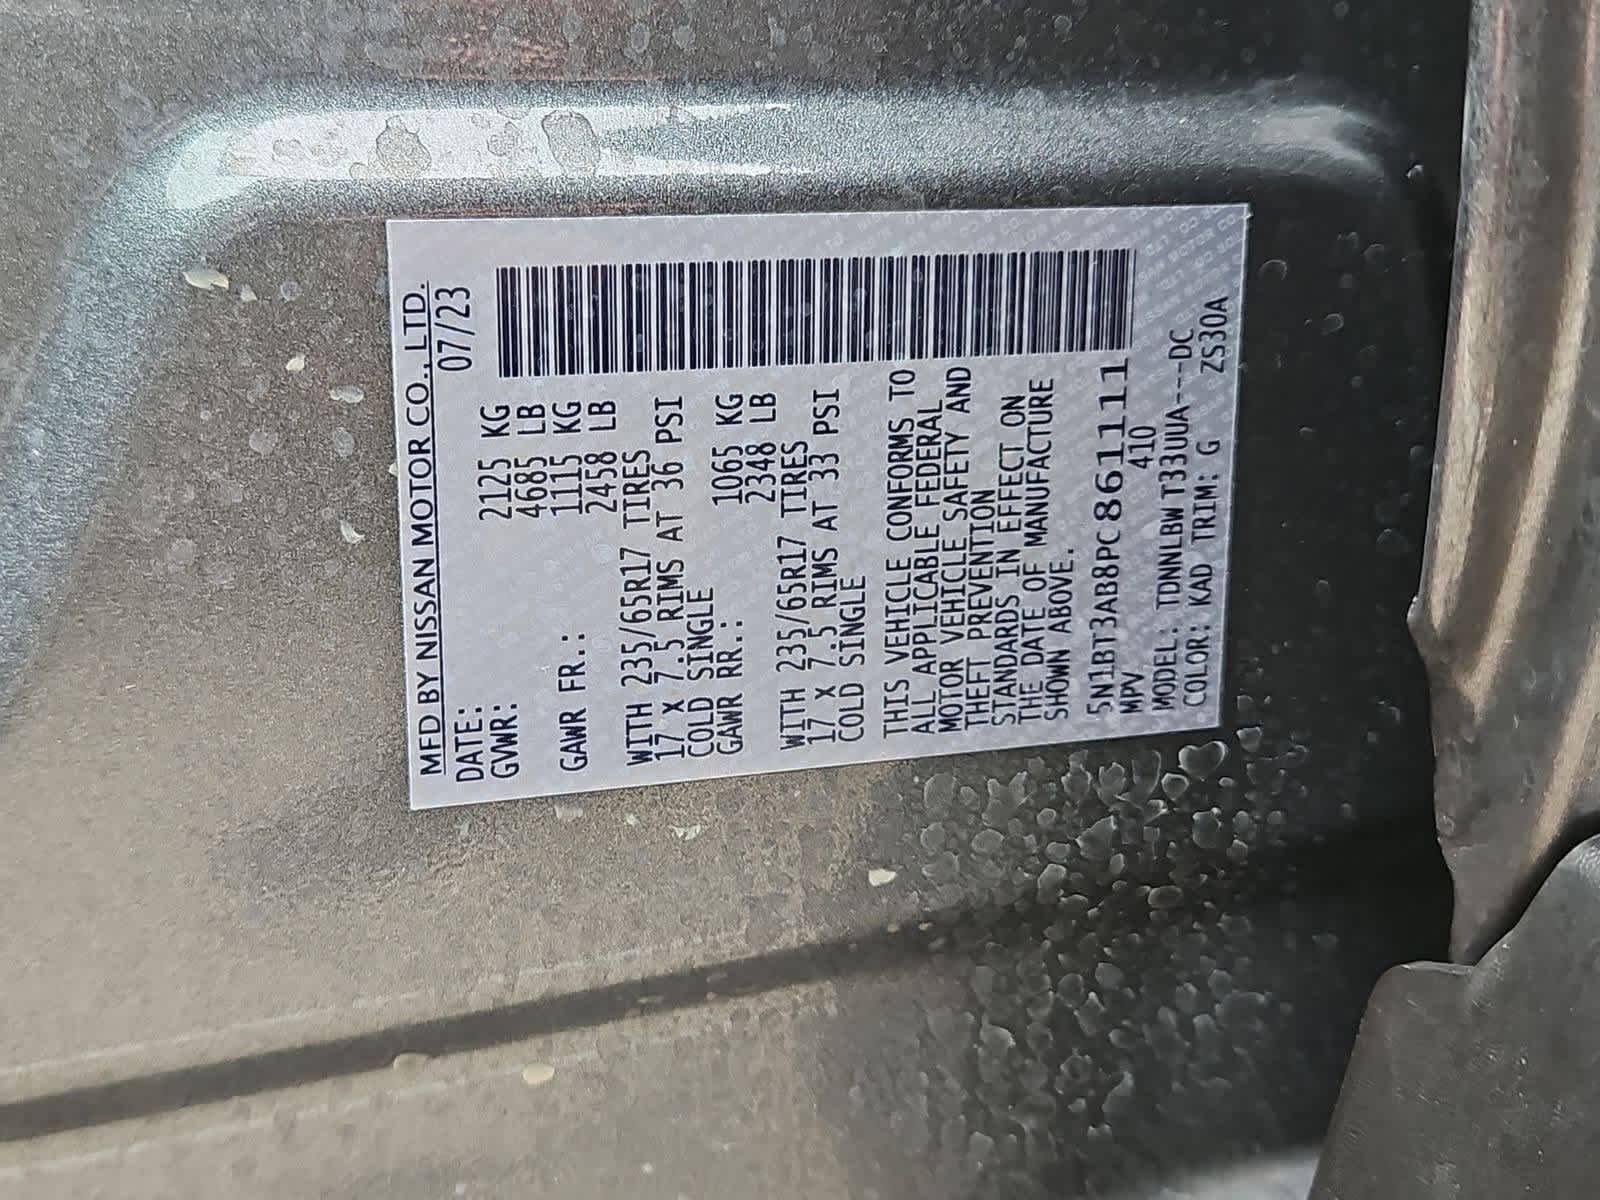 MFD BY NISSAN MOTOR CO., LTD.
DATE: 07/23
GVWR: 2125 KG
4685 LB
GAWR FR.: 1115 KG
2458 LB
WITH 235/65R17 TIRES
17 x 7.5 RIMS AT 36 PSI
COLD SINGLE
GAWR RR.: 1065 KG
2348 LB
WITH 235/65R17 TIRES
17 X 7.5 RIMS AT 33 PSI
COLD SINGLE
THIS VEHICLE CONFORMS TO
ALL APPLICABLE FEDERAL
MOTOR VEHICLE SAFETY AND
THEFT PREVENTION
STANDARDS IN EFFECT ON
THE DATE OF MANUFACTURE
SHOWN ABOVE.
5N1BT3AB8PC861111
MPV 410
MODEL: TDNNLBW T33UUA---DC
COLOR: KAD TRIM: G ZS30A